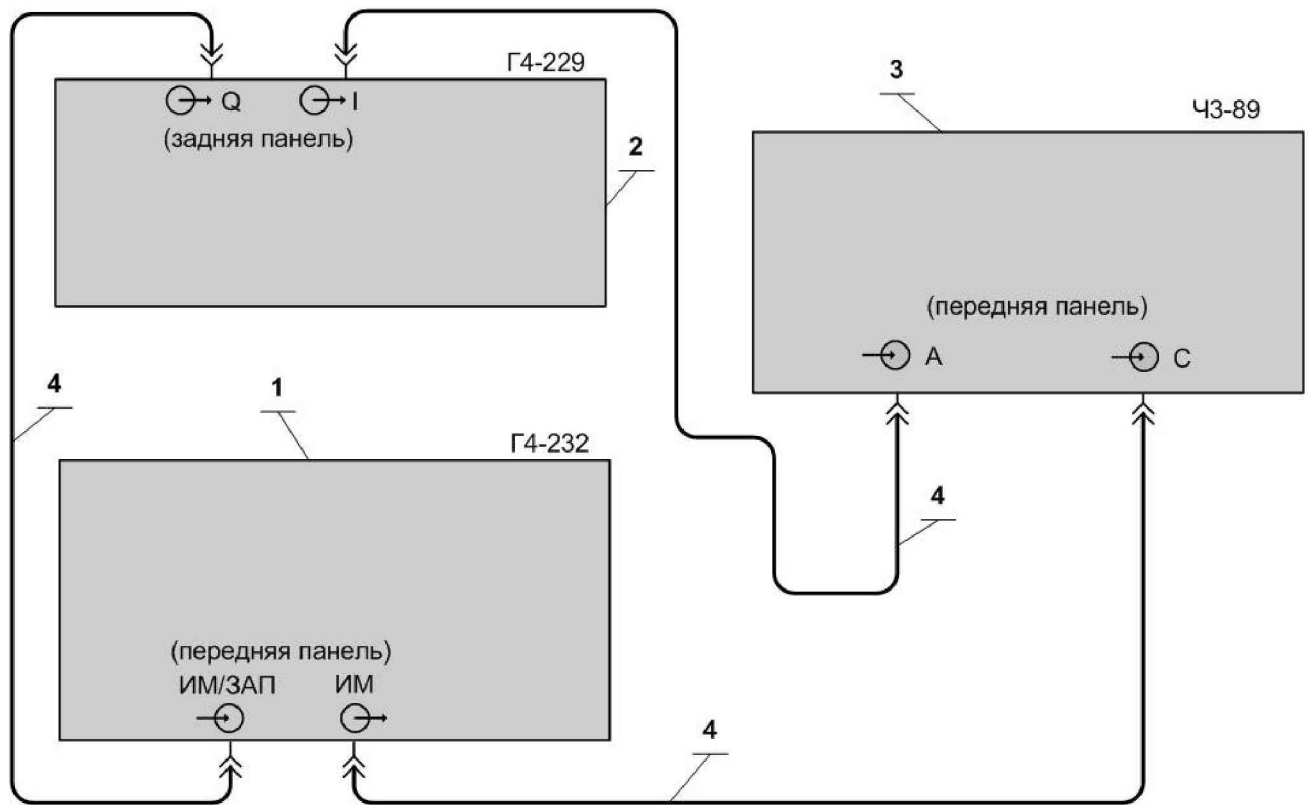 Г4-229
Q I
(задняя панель)
2
3
ЧЗ-89
(передняя панель)
А С
4
1
Г4-232
4
(передняя панель)
ИМ/ЗАП ИМ
4